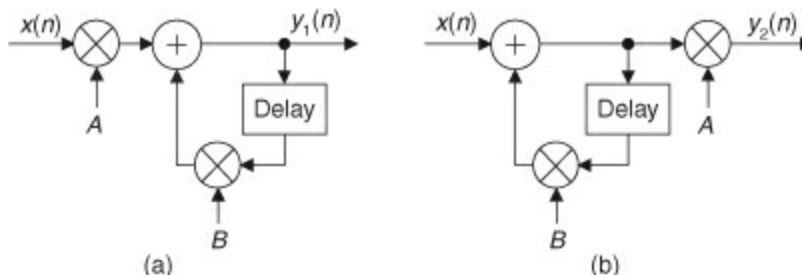 x(n) y₁(n) x(n) y₂(n)
+ +
A Delay Delay A
B B
(a) (b)